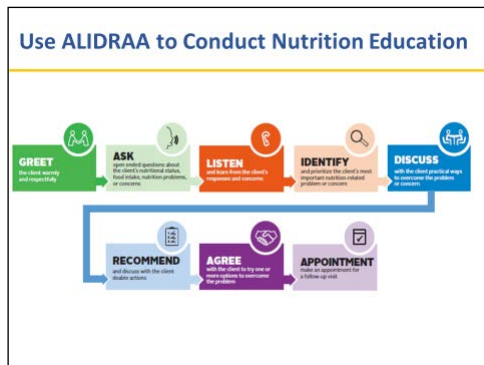 Use ALIDRAA to Conduct Nutrition Education
GREET
the client warmly
and respectfully
ASK
open ended questions about
the client's nutritional status,
food intake, nutrition problems,
or concerns
LISTEN
and learn from the client's
responses and concerns
IDENTIFY
and prioritize the client's most
important nutrition-related
problem or concern
DISCUSS
with the client practical ways
to overcome the problem
or concern
RECOMMEND
and discuss with the client
doable actions
AGREE
with the client to try one or
more options to overcome
the problem
APPOINTMENT
make an appointment for
a follow-up visit